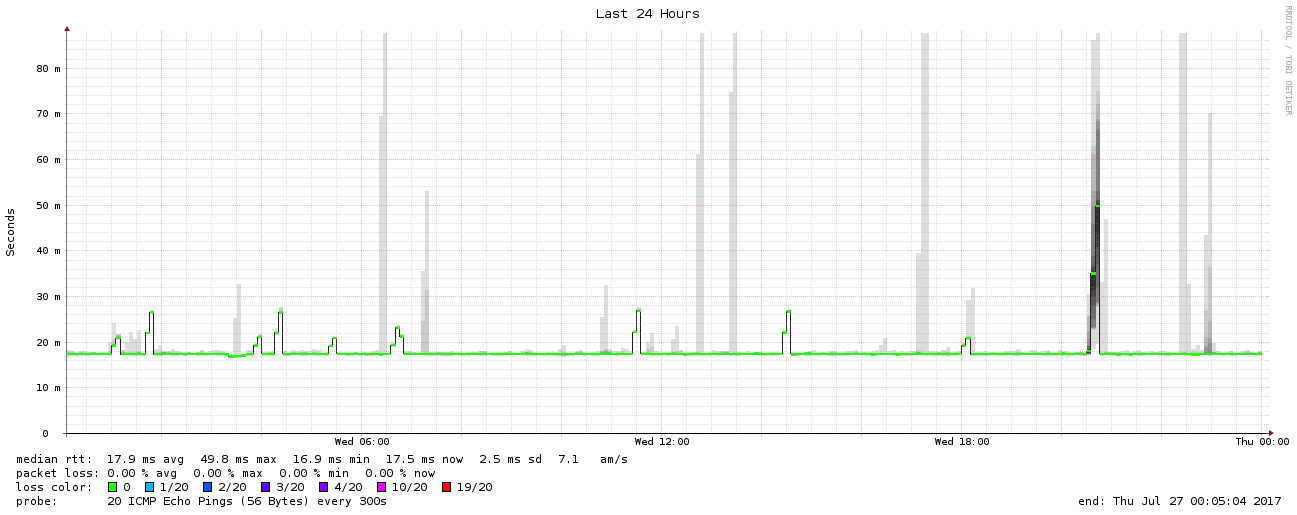 Last 24 Hours
RRDTOOL / TOBI OETIKER
Seconds
80 m
70 m
60 m
50 m
40 m
30 m
20 m
10 m
0
Wed 06:00 Wed 12:00 Wed 18:00 Thu 00:00
median rtt: 17.9 ms avg 49.8 ms max 16.9 ms min 17.5 ms now 2.5 ms sd 7.1 am/s
packet loss: 0.00 % avg 0.00 % max 0.00 % min 0.00 % now
loss color: 0 1/20 2/20 3/20 4/20 10/20 19/20
probe: 20 ICMP Echo Pings (56 Bytes) every 300s end: Thu Jul 27 00:05:04 2017